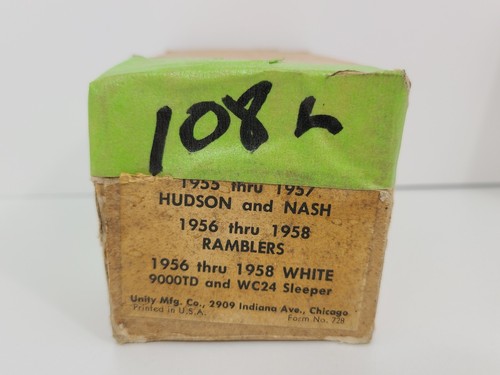 108 L
1955 thru 1957
HUDSON and NASH
1956 thru 1958
RAMBLERS
1956 thru 1958 WHITE
9000TD and WC24 Sleeper
Unity Mfg. Co., 2909 Indiana Ave., Chicago
Printed in U.S.A. Form No. 728